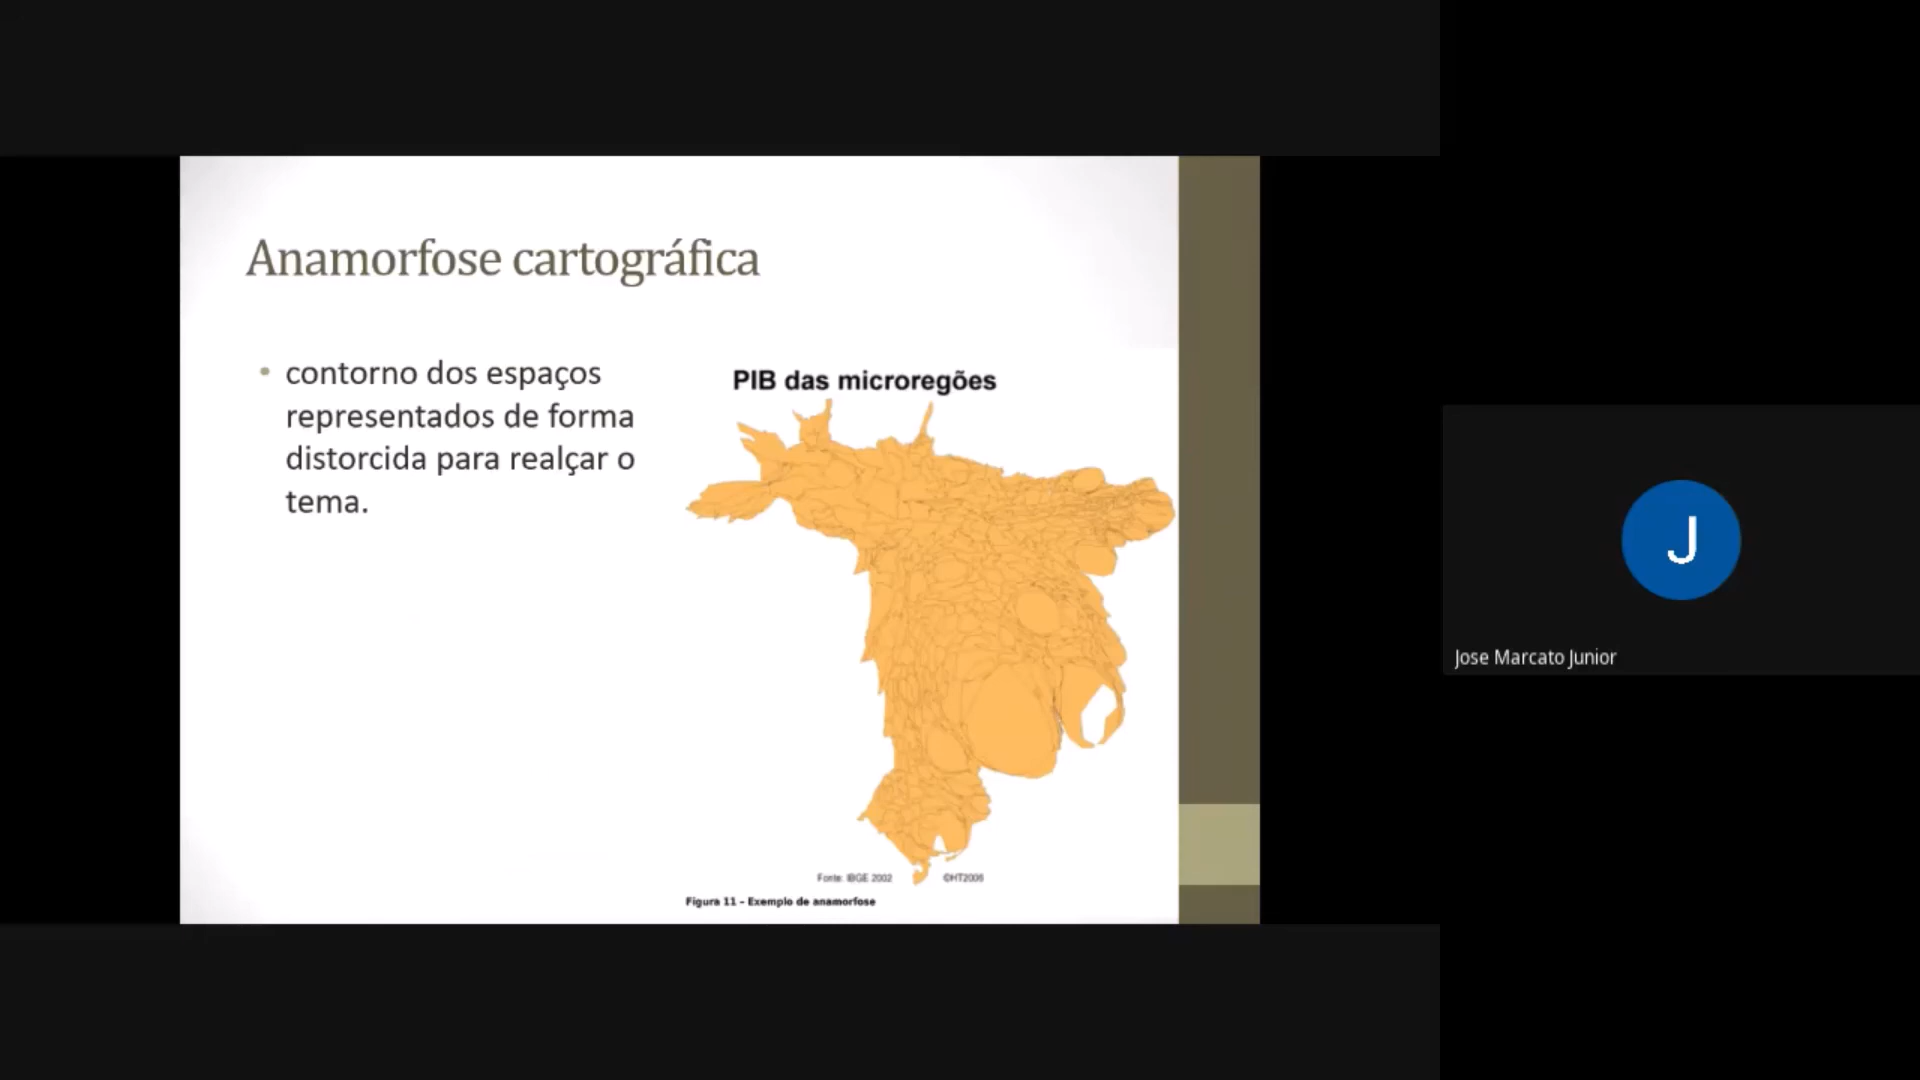 Anamorfose cartográfica
• contorno dos espaços
representados de forma
distorcida para realçar o
tema.
PIB das microregões
Fonte: IBGE 2002 ©HT2006
Figura 11 - Exemplo de anamorfose
J
Jose Marcato Junior